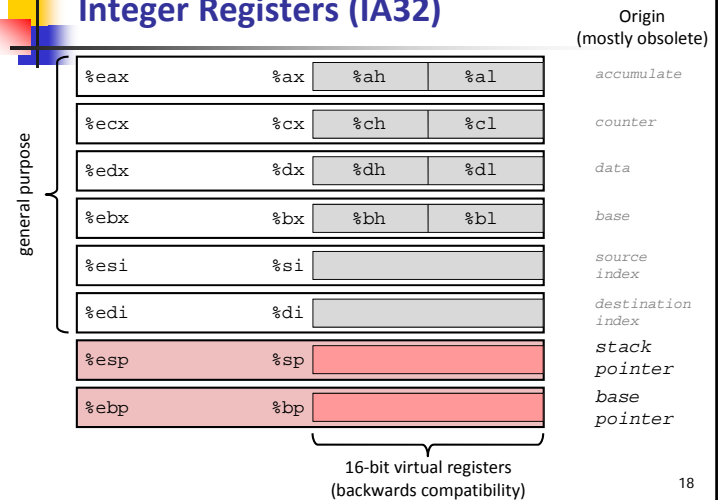 Integer Registers (IA32)
Origin
(mostly obsolete)
%eax %ax %ah %al accumulate
%ecx %cx %ch %cl counter
%edx %dx %dh %dl data
%ebx %bx %bh %bl base
%esi %si source
index
%edi %di destination
index
%esp %sp stack
pointer
%ebp %bp base
pointer
general purpose
16-bit virtual registers
(backwards compatibility)
18